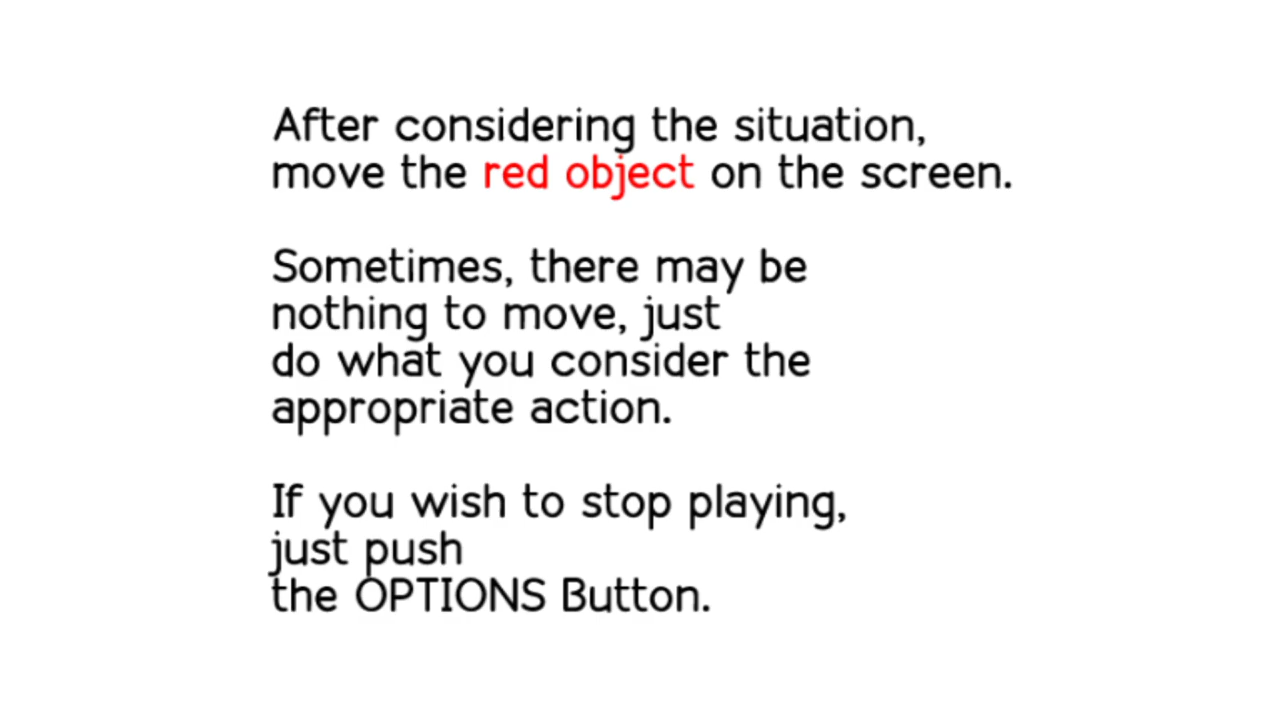 After considering the situation,
move the red object on the screen.
Sometimes, there may be
nothing to move, just
do what you consider the
appropriate action.
If you wish to stop playing,
just push
the OPTIONS Button.